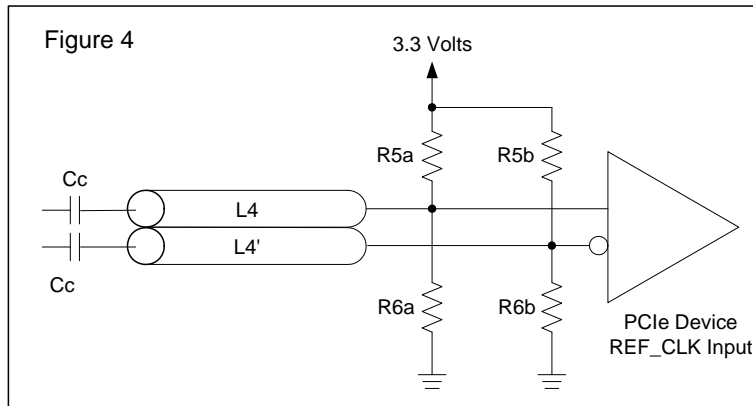 Figure 4
3.3 Volts
R5a
R5b
Cc
L4
L4'
Cc
R6a
R6b
PCIe Device
REF_CLK Input